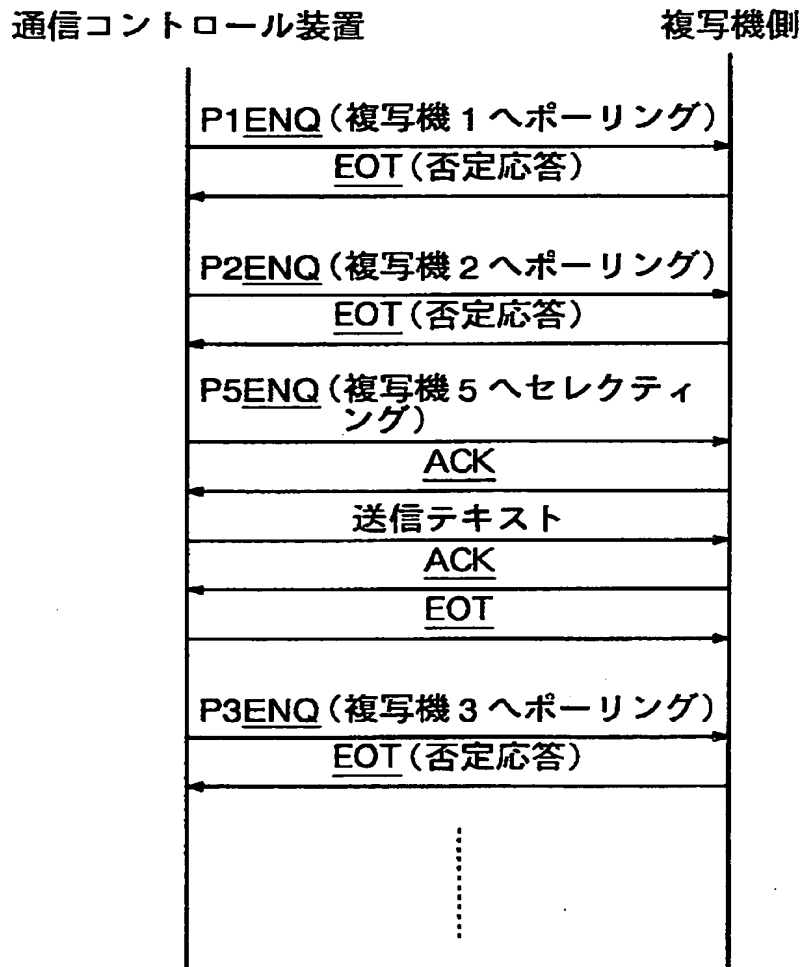 通信コントロール装置
複写機側
P1ENQ(複写機1へポーリング)
EOT(否定応答)
P2ENQ(複写機2へポーリング)
EOT(否定応答)
P5ENQ(複写機5へセレクティ
ング)
ACK
送信テキスト
ACK
EOT
P3ENQ(複写機3へポーリング)
EOT(否定応答)